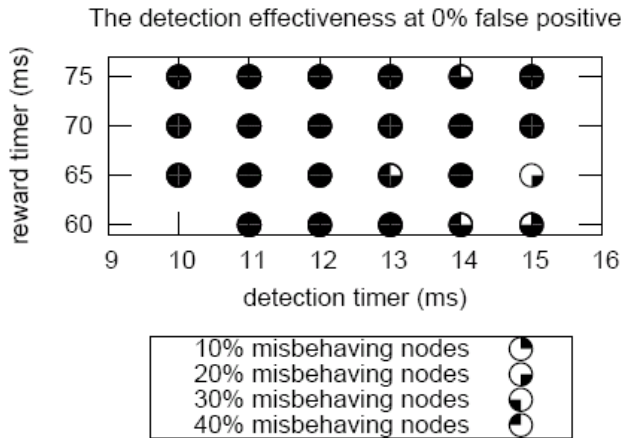 The detection effectiveness at 0% false positive
reward timer (ms)
75
70
65
60
9 10 11 12 13 14 15 16
detection timer (ms)
10% misbehaving nodes
20% misbehaving nodes
30% misbehaving nodes
40% misbehaving nodes